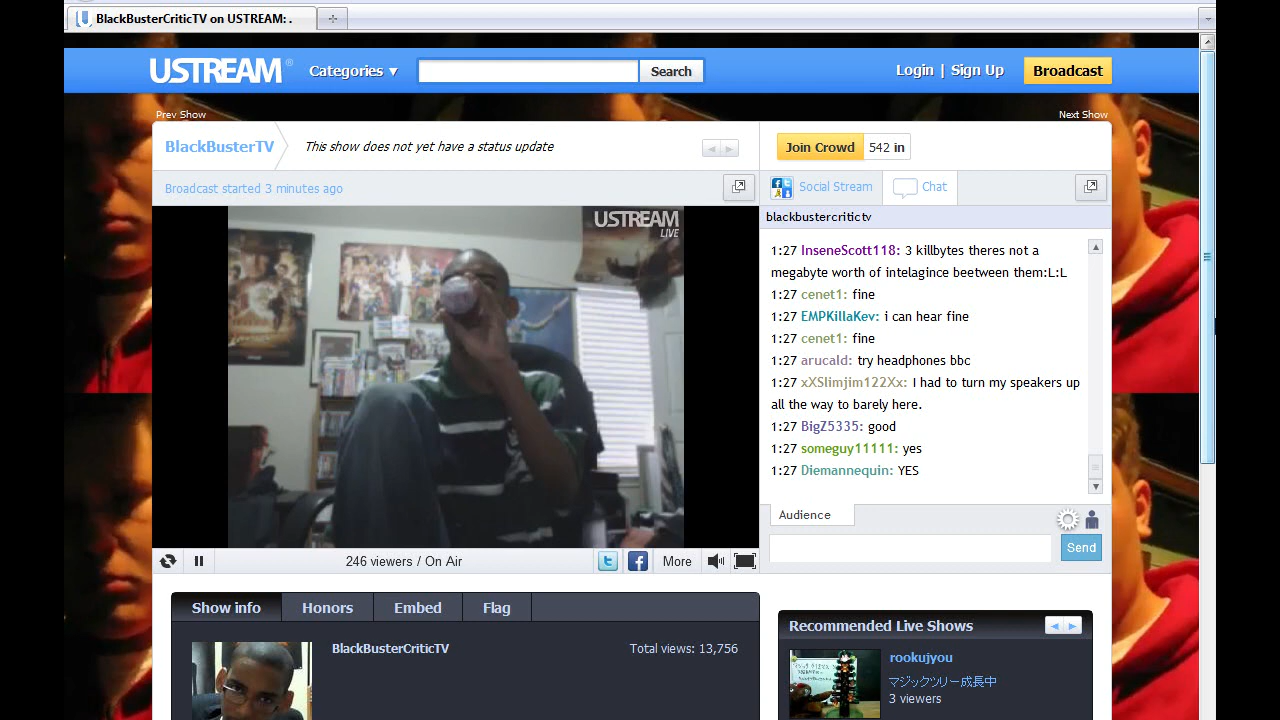 BlackBusterCriticTV on USTREAM: .
USTREAM®
Categories ▼
Search
Login | Sign Up
Broadcast
Prev Show
Next Show
BlackBusterTV
This show does not yet have a status update
Join Crowd
542 in
Broadcast started 3 minutes ago
Social Stream
Chat
blackbustercritictv
USTREAM
LIVE
1:27 InseneScott118: 3 killbytes theres not a
megabyte worth of intelagince beetween them:L:L
1:27 cenet1: fine
1:27 EMPKillaKev: i can hear fine
1:27 cenet1: fine
1:27 arucald: try headphones bbc
1:27 xXSlimjim122Xx: I had to turn my speakers up
all the way to barely here.
1:27 BigZ5335: good
1:27 someguy11111: yes
1:27 Diemannequin: YES
Audience
Send
246 viewers / On Air
More
Show info
Honors
Embed
Flag
BlackBusterCriticTV
Total views: 13,756
Recommended Live Shows
rookujyou
マジックツリー成長中
3 viewers